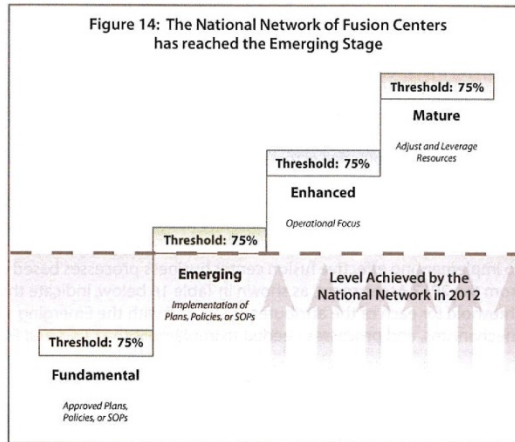 Figure 14: The National Network of Fusion Centers
has reached the Emerging Stage
Threshold: 75%
Mature
Adjust and Leverage
Resources
Threshold: 75%
Enhanced
Operational Focus
Threshold: 75%
Emerging
Implementation of
Plans, Policies, or SOPs
Level Achieved by the
National Network in 2012
Threshold: 75%
Fundamental
Approved Plans,
Policies, or SOPs